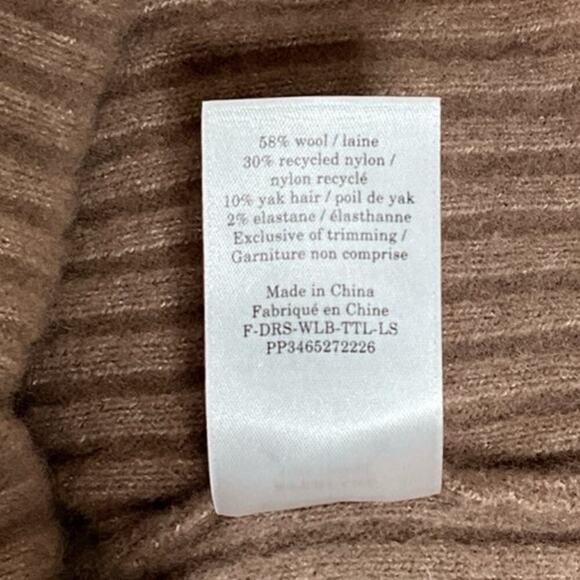 58% wool / laine
30% recycled nylon /
nylon recyclé
10% yak hair / poil de yak
2% elastane / élasthanne
Exclusive of trimming /
Garniture non comprise
Made in China
Fabriqué en Chine
F-DRS-WLB-TTL-LS
PP3465272226